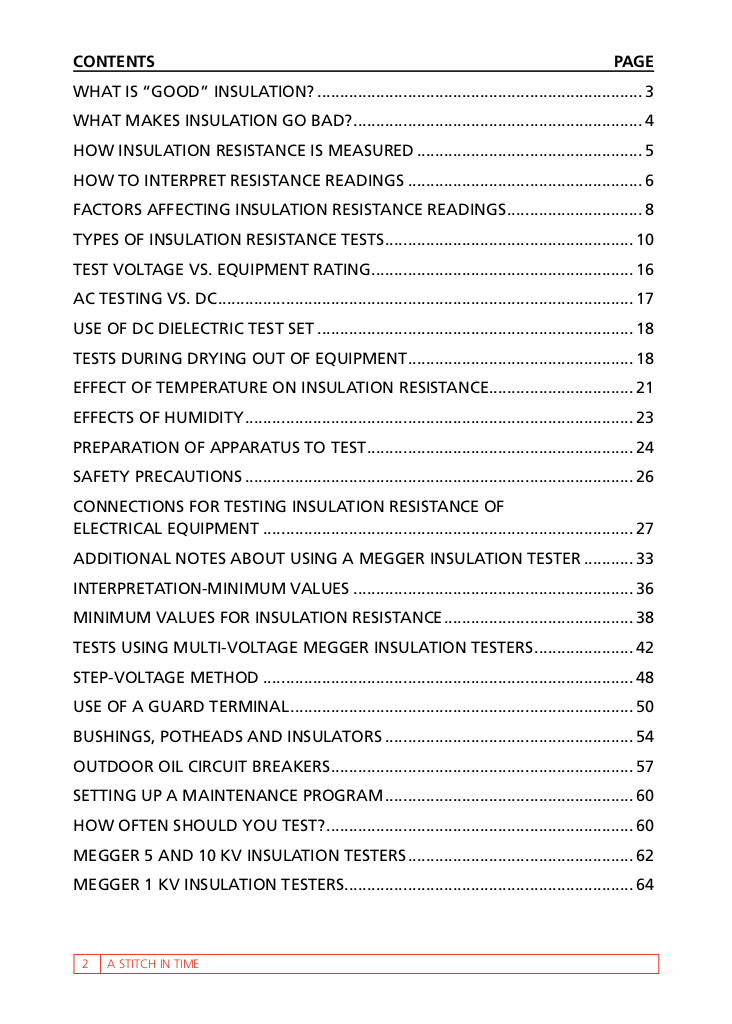 CONTENTS PAGE
WHAT IS “GOOD” INSULATION? ........................................................................ 3
WHAT MAKES INSULATION GO BAD?................................................................ 4
HOW INSULATION RESISTANCE IS MEASURED .................................................. 5
HOW TO INTERPRET RESISTANCE READINGS .................................................... 6
FACTORS AFFECTING INSULATION RESISTANCE READINGS.............................. 8
TYPES OF INSULATION RESISTANCE TESTS....................................................... 10
TEST VOLTAGE VS. EQUIPMENT RATING.......................................................... 16
AC TESTING VS. DC............................................................................................ 17
USE OF DC DIELECTRIC TEST SET ...................................................................... 18
TESTS DURING DRYING OUT OF EQUIPMENT.................................................. 18
EFFECT OF TEMPERATURE ON INSULATION RESISTANCE................................ 21
EFFECTS OF HUMIDITY...................................................................................... 23
PREPARATION OF APPARATUS TO TEST........................................................... 24
SAFETY PRECAUTIONS ...................................................................................... 26
CONNECTIONS FOR TESTING INSULATION RESISTANCE OF
ELECTRICAL EQUIPMENT .................................................................................. 27
ADDITIONAL NOTES ABOUT USING A MEGGER INSULATION TESTER ........... 33
INTERPRETATION-MINIMUM VALUES .............................................................. 36
MINIMUM VALUES FOR INSULATION RESISTANCE.......................................... 38
TESTS USING MULTI-VOLTAGE MEGGER INSULATION TESTERS...................... 42
STEP-VOLTAGE METHOD .................................................................................. 48
USE OF A GUARD TERMINAL............................................................................ 50
BUSHINGS, POTHEADS AND INSULATORS ....................................................... 54
OUTDOOR OIL CIRCUIT BREAKERS................................................................... 57
SETTING UP A MAINTENANCE PROGRAM....................................................... 60
HOW OFTEN SHOULD YOU TEST?.................................................................... 60
MEGGER 5 AND 10 KV INSULATION TESTERS.................................................. 62
MEGGER 1 KV INSULATION TESTERS................................................................ 64
2 A STITCH IN TIME